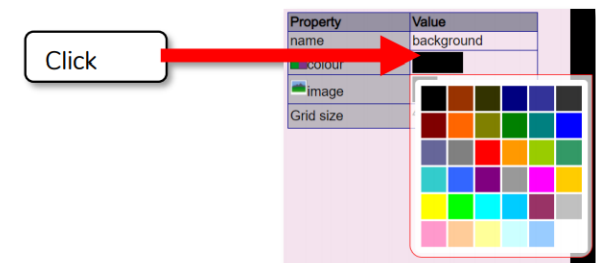 Property Value
name background
Click
colour
image
Grid size